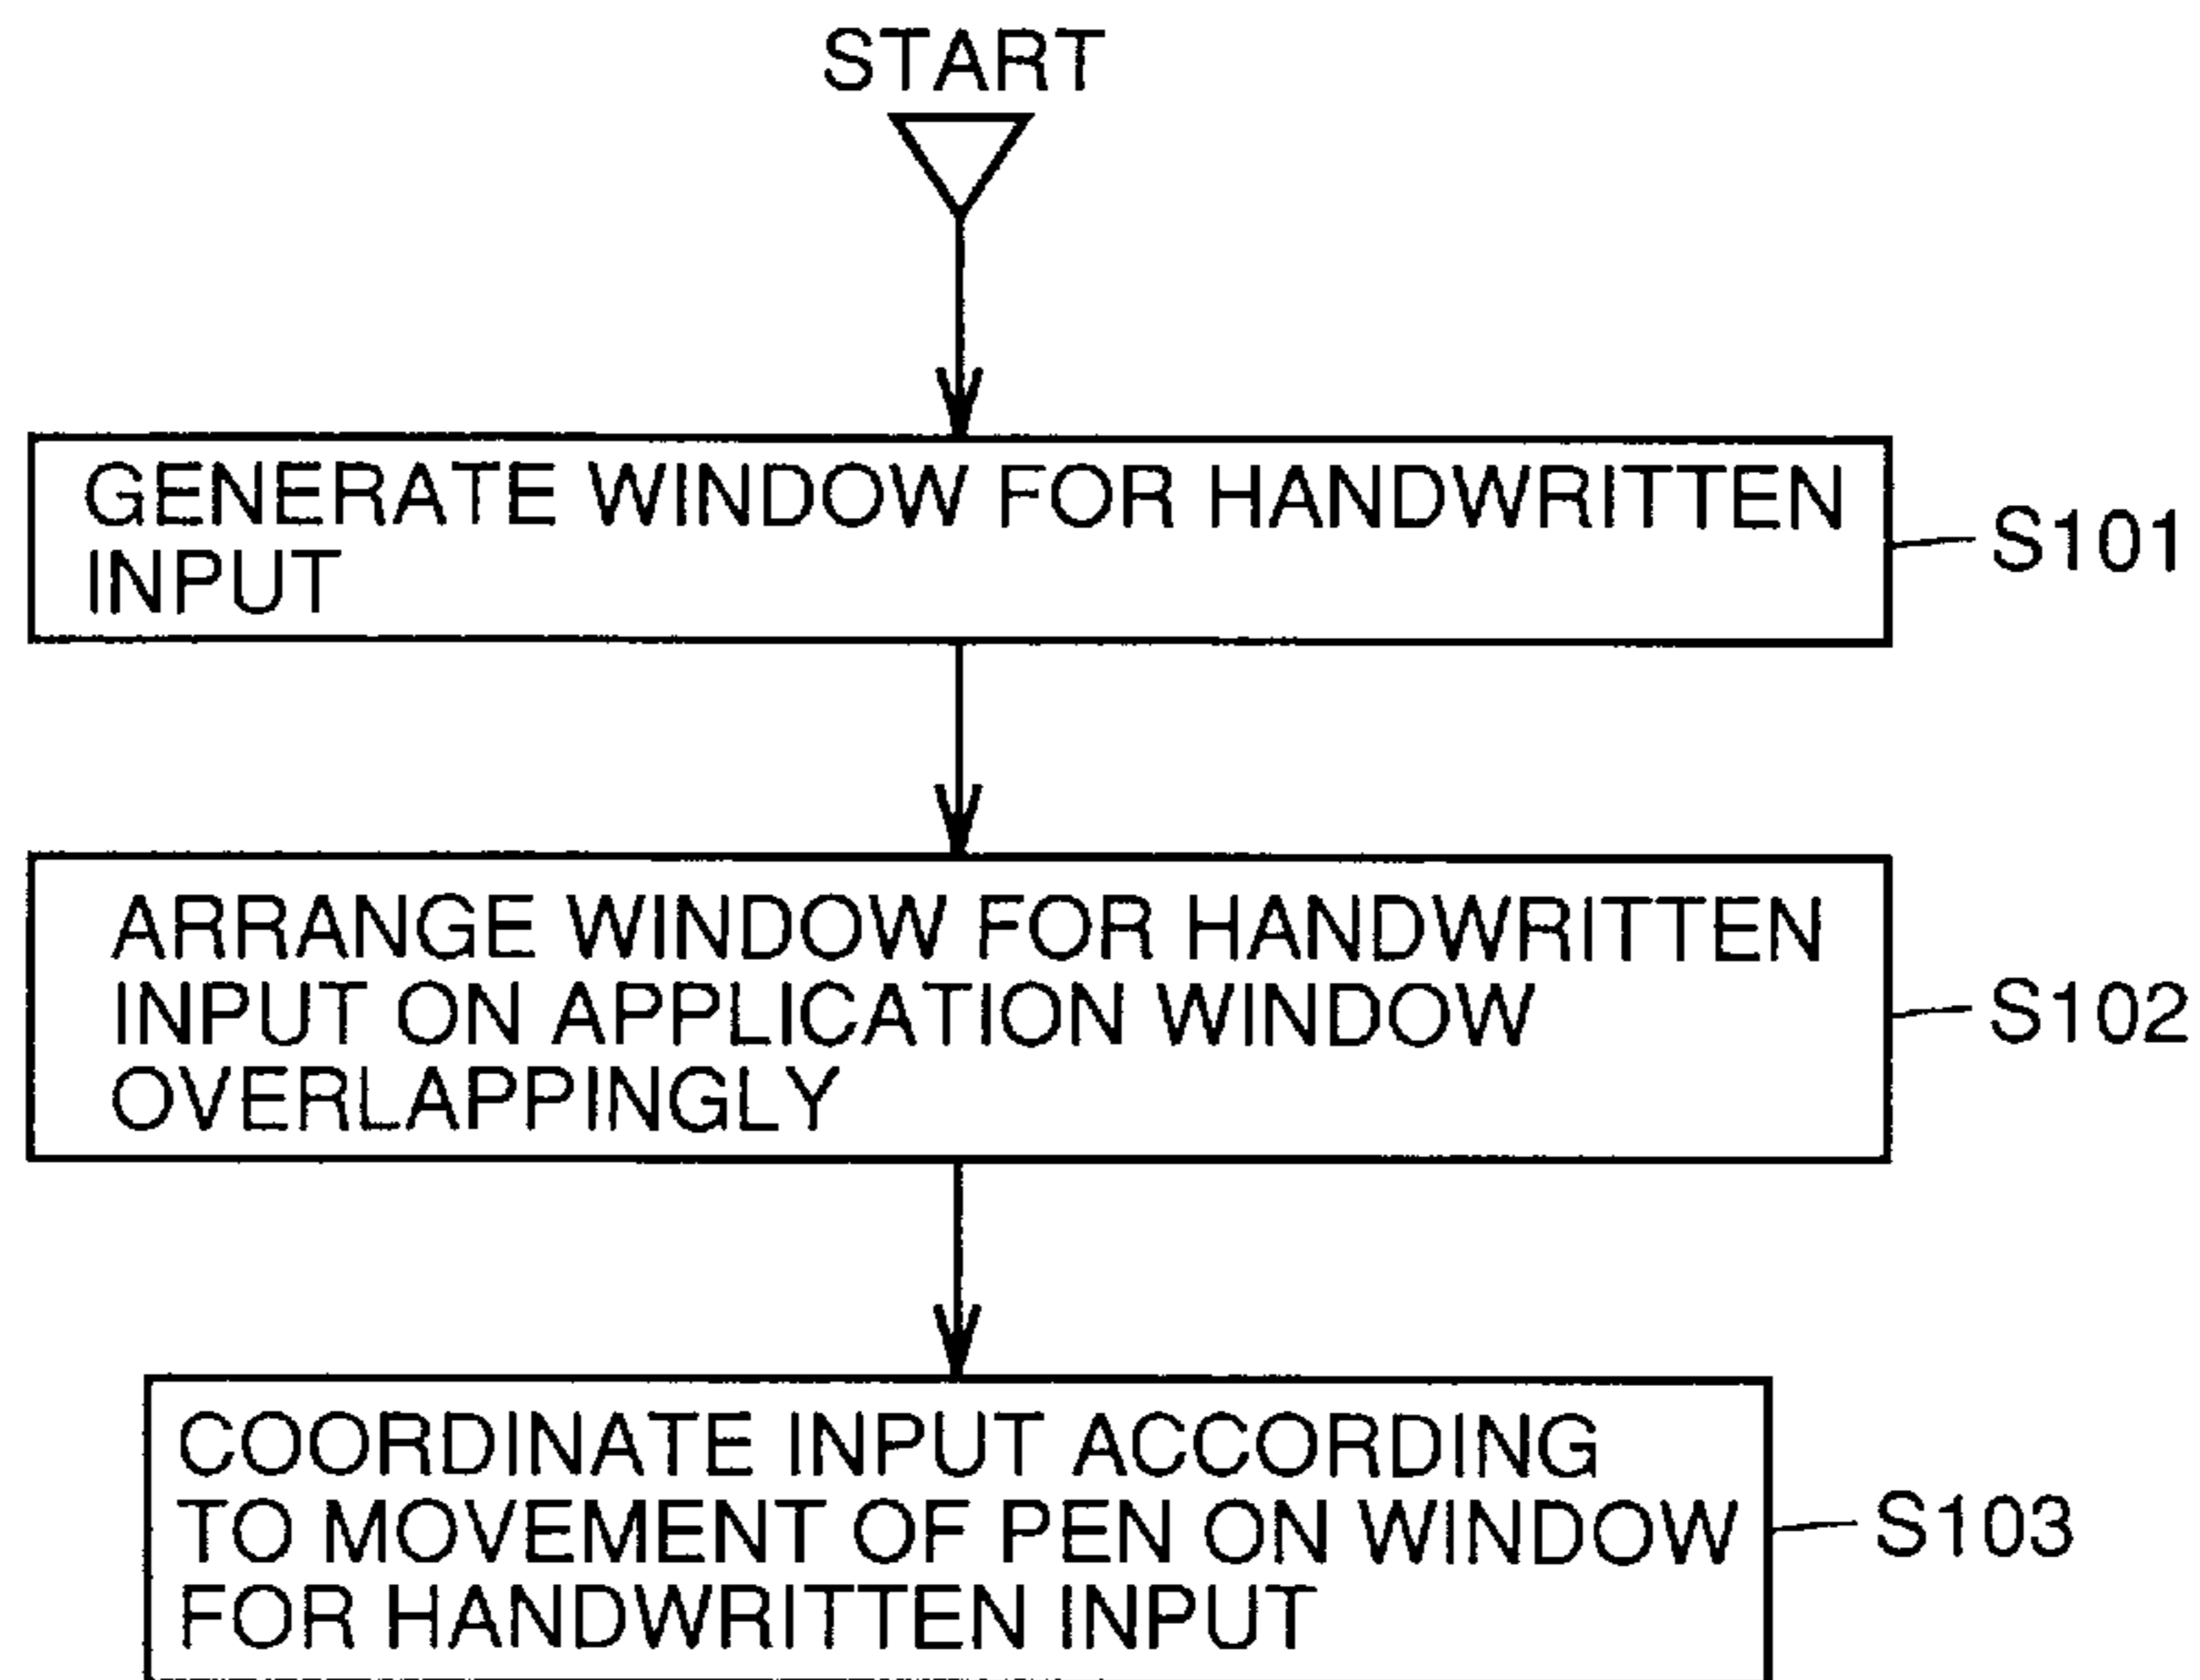 START
GENERATE WINDOW FOR HANDWRITTEN
INPUT
S101
ARRANGE WINDOW FOR HANDWRITTEN
INPUT ON APPLICATION WINDOW
OVERLAPPINGLY
S102
COORDINATE INPUT ACCORDING
TO MOVEMENT OF PEN ON WINDOW
FOR HANDWRITTEN INPUT
S103